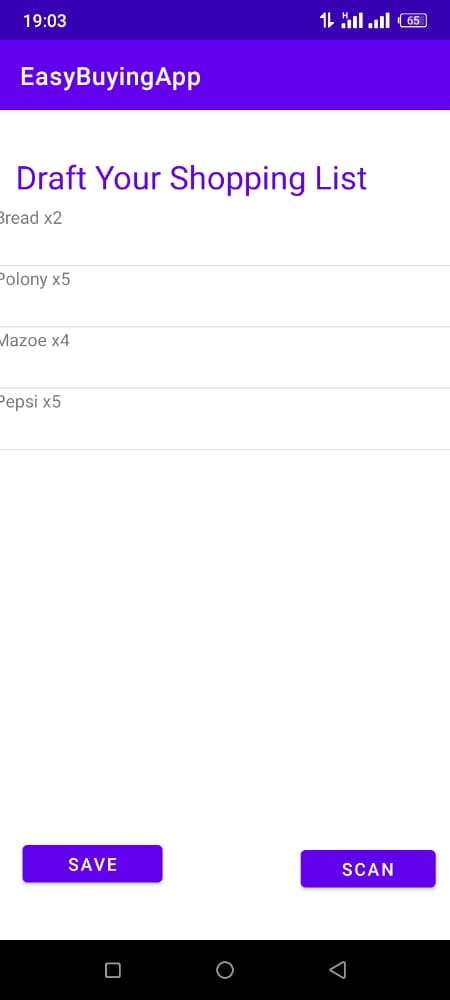 19:03
H
65
EasyBuyingApp
Draft Your Shopping List
Bread x2
Polony x5
Mazoe x4
Pepsi x5
SAVE
SCAN